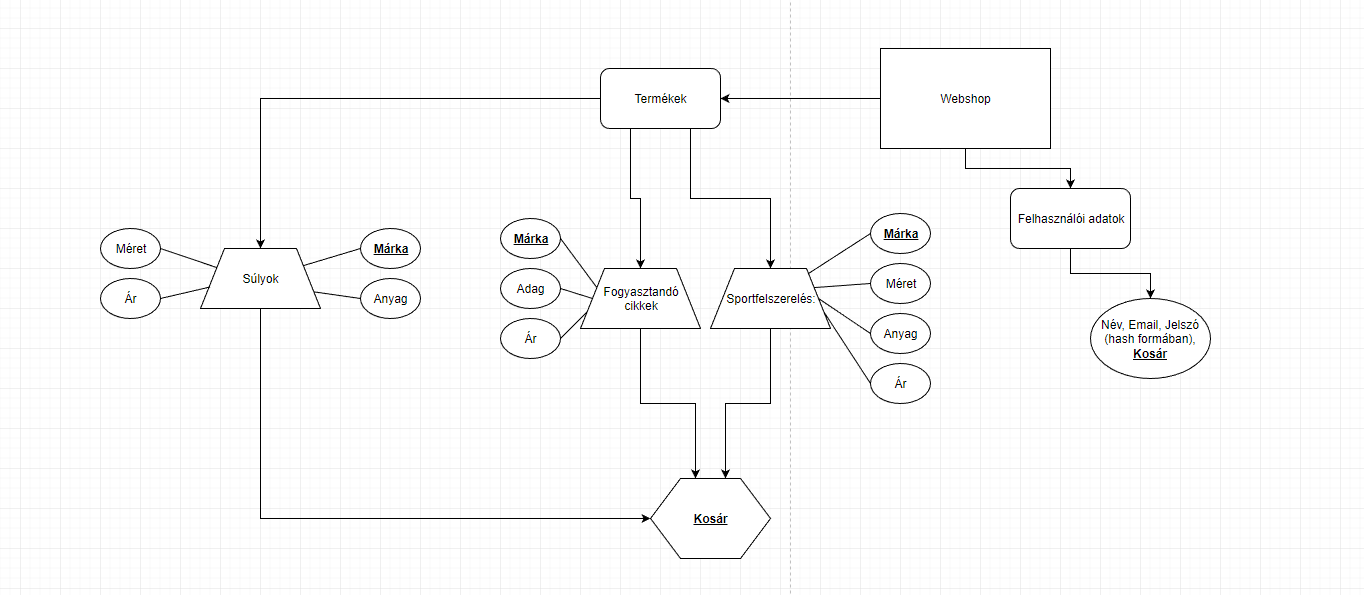 Termékek
Webshop
Felhasználói adatok
Méret
Ár
Súlyok
Márka
Anyag
Márka
Adag
Ár
Fogyasztandó
cikkek
Sportfelszerelés:
Márka
Méret
Anyag
Ár
Név, Email, Jelszó
(hash formában),
Kosár
Kosár